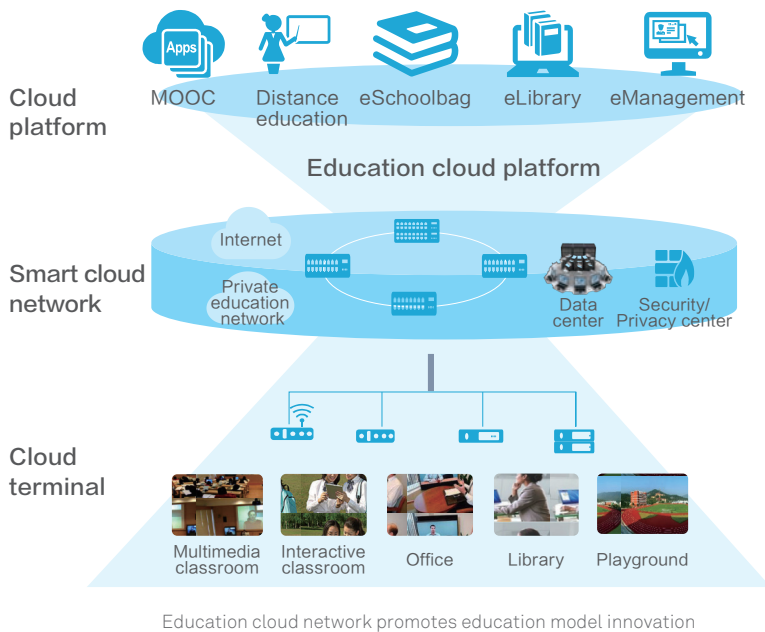 Apps
MOOC
Distance
education
eSchoolbag
eLibrary
eManagement
Cloud
platform
Education cloud platform
Internet
Smart cloud
network
Private
education
network
Data
center
Security/
Privacy center
Cloud
terminal
Multimedia
classroom
Interactive
classroom
Office
Library
Playground
Education cloud network promotes education model innovation